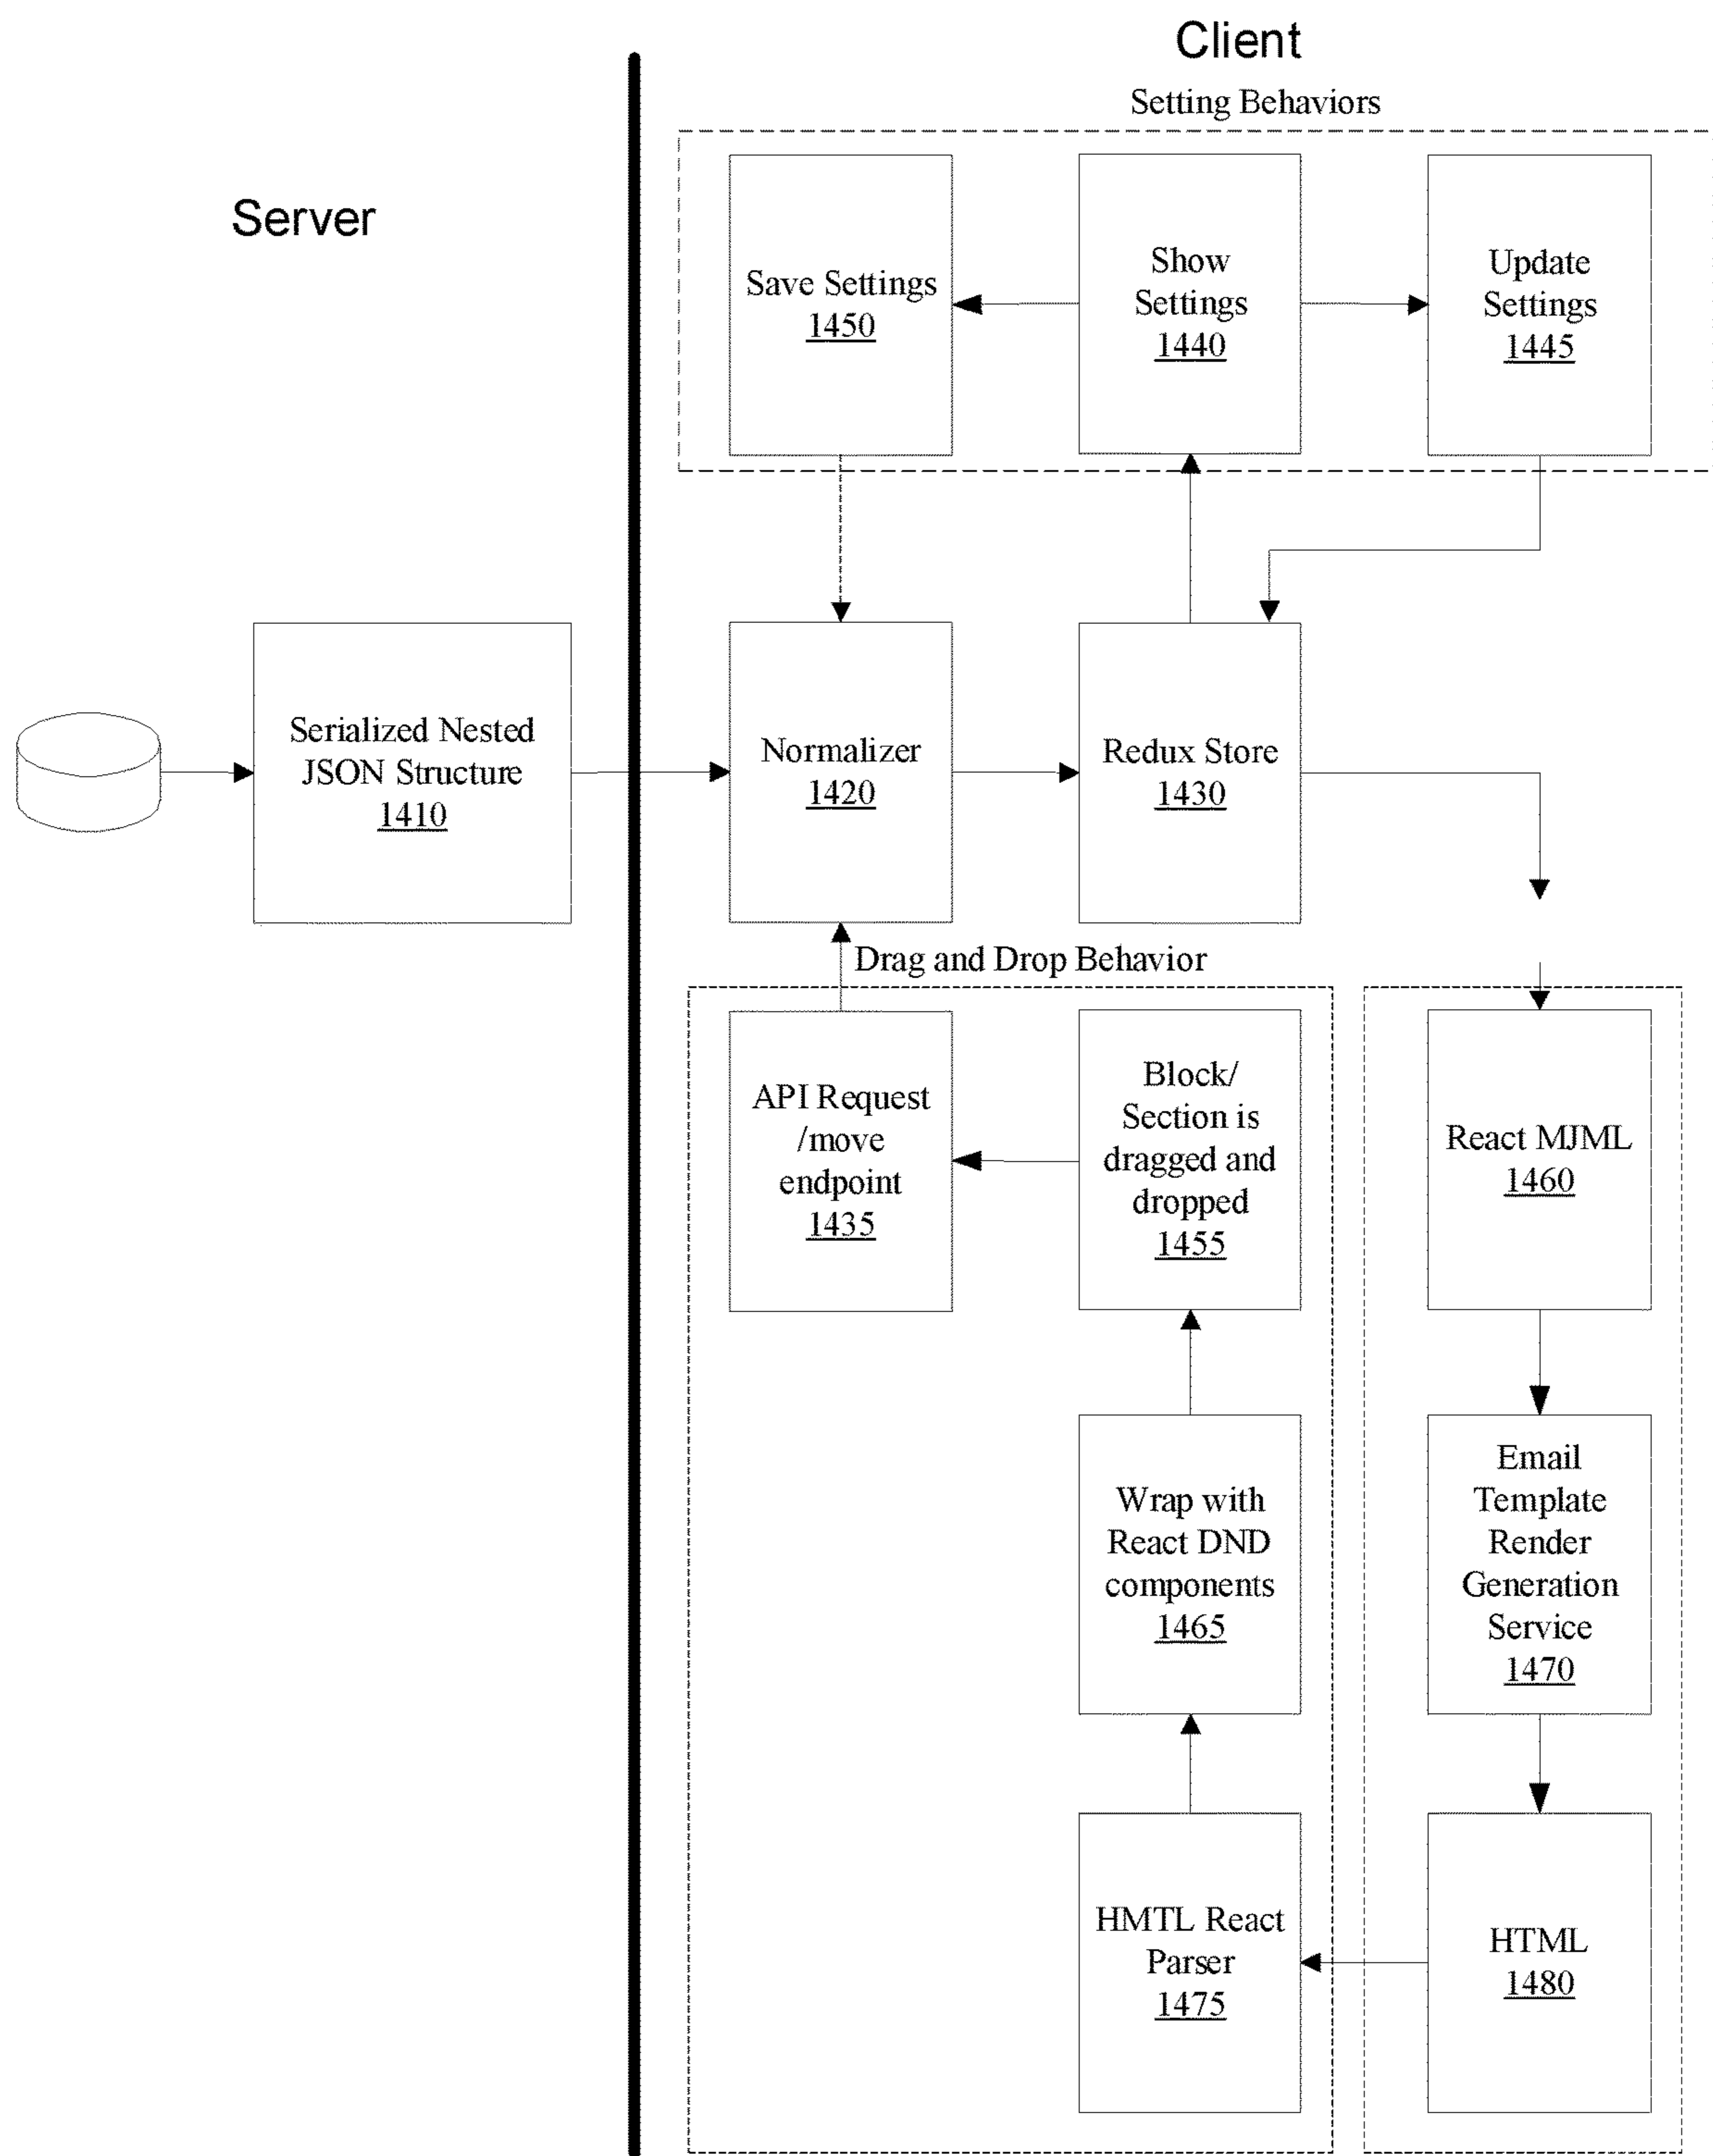 Client
Setting Behaviors
Server
Save Settings
1450
Show
Settings
1440
Update
Settings
1445
Serialized Nested
JSON Structure
1410
Normalizer
1420
Redux Store
1430
Drag and Drop Behavior
API Request
/move
endpoint
1435
Block/
Section is
dragged and
dropped
1455
React MJML
1460
Wrap with
React DND
components
1465
Email
Template
Render
Generation
Service
1470
HMTL React
Parser
1475
HTML
1480